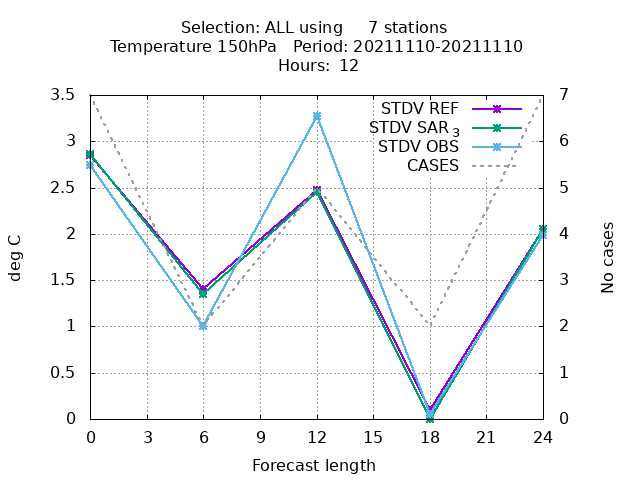 Selection: ALL using     7 stations
Temperature 150hPa   Period: 20211110-20211110
Hours:  12
STDV REF
STDV SAR3
STDV OBS
CASES
3.5
3
2.5
2
1.5
1
0.5
0
7
6
5
4
3
2
1
0
deg C
No cases
0 3 6 9 12 15 18 21 24
Forecast length